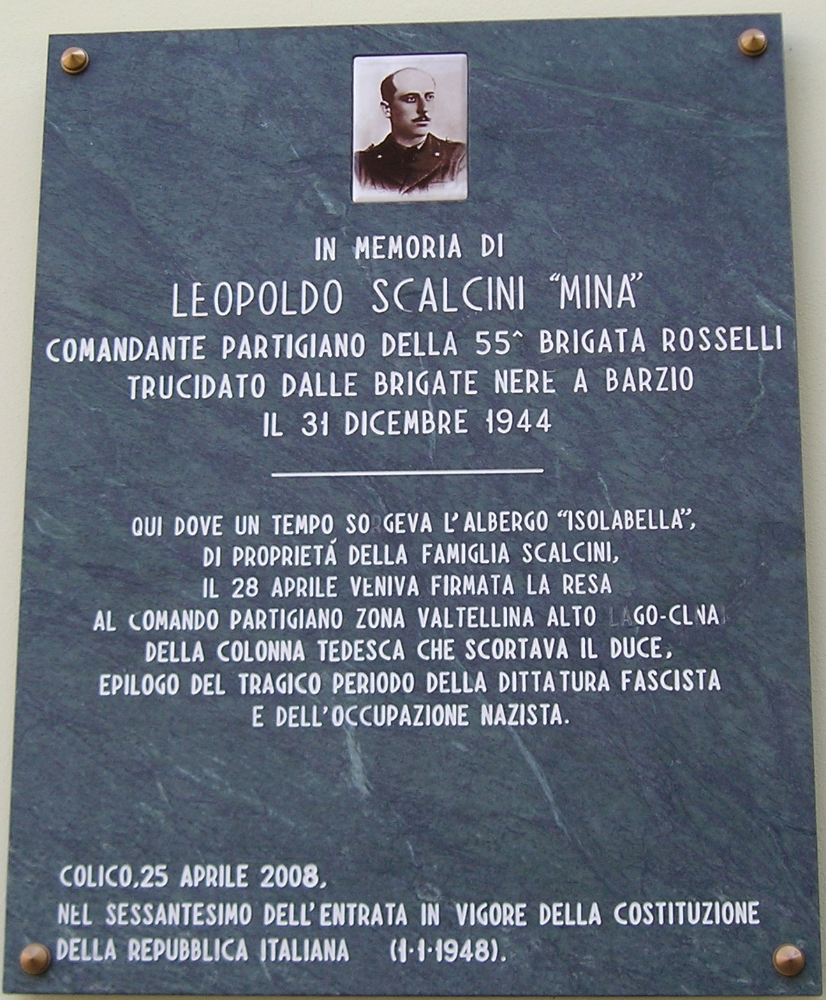 IN MEMORIA DI
LEOPOLDO SCALCINI "MINA"
COMANDANTE PARTIGIANO DELLA 55^ BRIGATA ROSSELLI
TRUCIDATO DALLE BRIGATE NERE A BARZIO
IL 31 DICEMBRE 1944
QUI DOVE UN TEMPO SORGEVA L'ALBERGO "ISOLABELLA",
DI PROPRIETÁ DELLA FAMIGLIA SCALCINI,
IL 28 APRILE VENIVA FIRMATA LA RESA
AL COMANDO PARTIGIANO ZONA VALTELLINA ALTO
DELLA COLONNA TEDESCA CHE SCORTAVA IL DUCE,
EPILOGO DEL TRAGICO PERIODO DELLA DITTATURA FASCISTA
E DELL'OCCUPAZIONE NAZISTA.
COLICO,25 APRILE 2008,
NEL SESSANTESIMO DELL'ENTRATA IN VIGORE DELLA COSTITUZIONE
DELLA REPUBBLICA ITALIANA (1·1·1948).